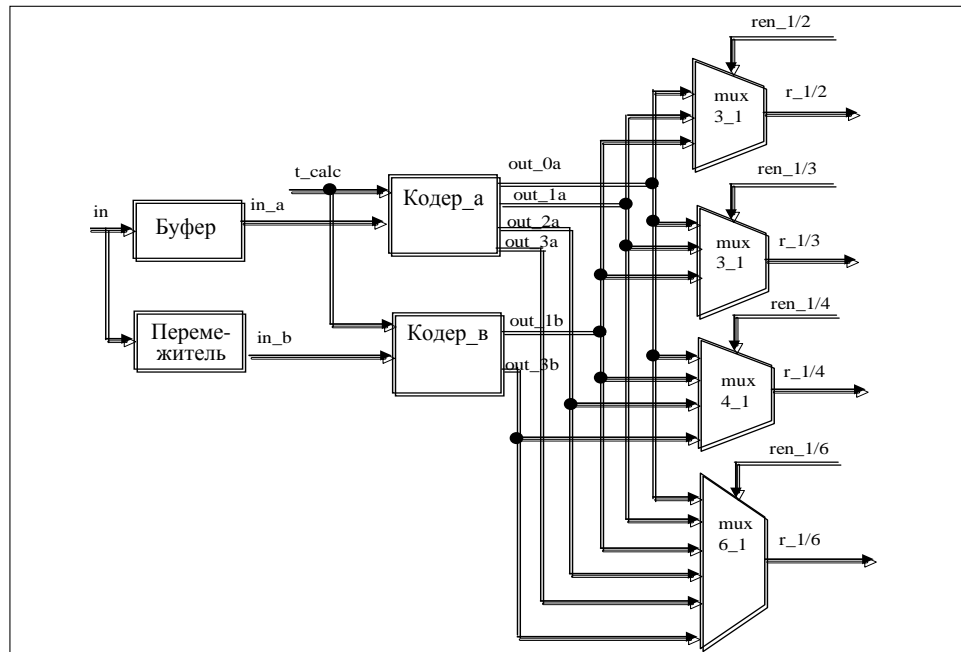 ren_1/2
mux
3_1
r_1/2
t_calc
out_0a
ren_1/3
Кодер_а
out_1a
in
Буфер
in_a
out_2a
out_3a
mux
3_1
r_1/3
ren_1/4
Переме-
житель
in_b
Кодер_в
out_1b
out_3b
mux
4_1
r_1/4
ren_1/6
mux
6_1
r_1/6